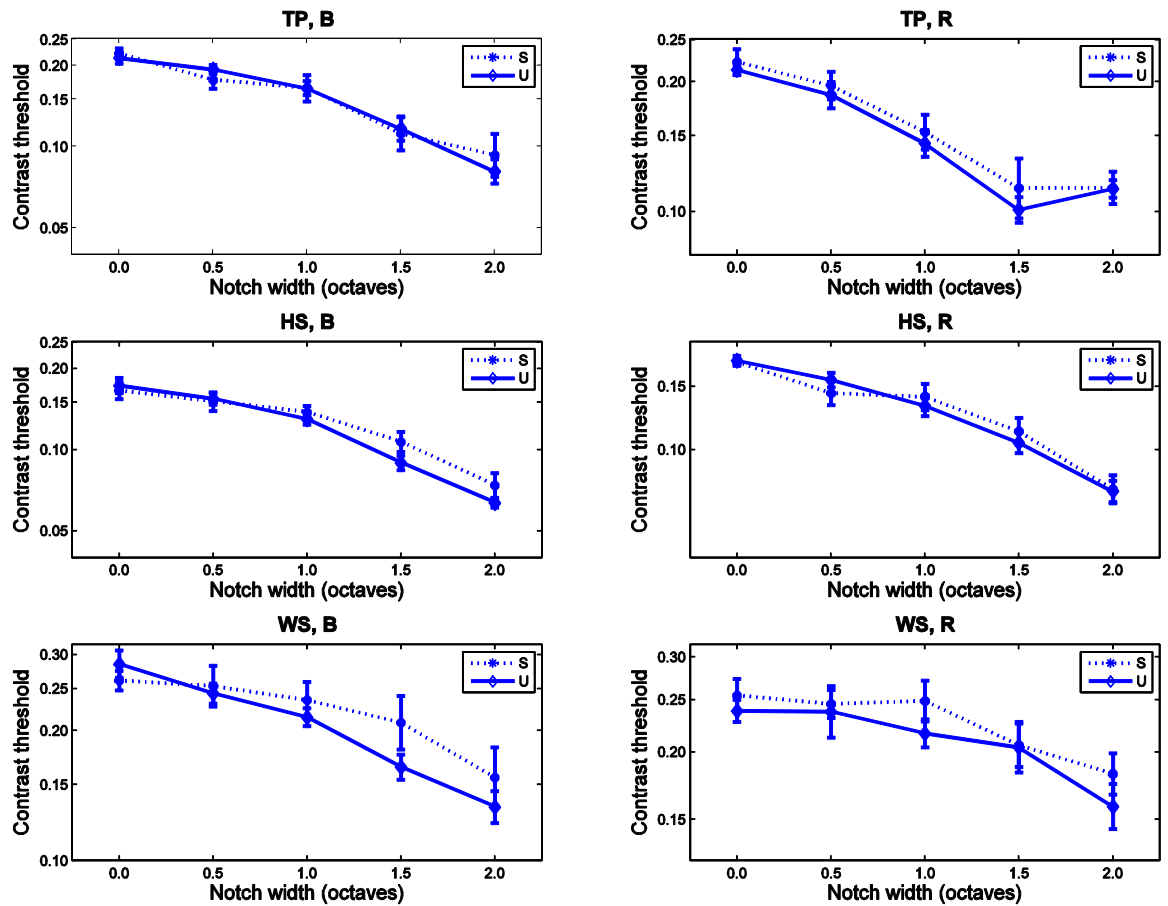 TP, B
TP, R
0.25
0.20
0.15
0.10
0.05
Contrast threshold
S
U
0.0 0.5 1.0 1.5 2.0
Notch width (octaves)
0.25
0.20
0.15
0.10
Contrast threshold
S
U
0.0 0.5 1.0 1.5 2.0
Notch width (octaves)
HS, B
HS, R
0.25
0.20
0.15
0.10
0.05
Contrast threshold
S
U
0.0 0.5 1.0 1.5 2.0
Notch width (octaves)
0.15
0.10
Contrast threshold
S
U
0.0 0.5 1.0 1.5 2.0
Notch width (octaves)
WS, B
WS, R
0.30
0.25
0.20
0.15
0.10
Contrast threshold
S
U
0.0 0.5 1.0 1.5 2.0
Notch width (octaves)
0.30
0.25
0.20
0.15
Contrast threshold
S
U
0.0 0.5 1.0 1.5 2.0
Notch width (octaves)